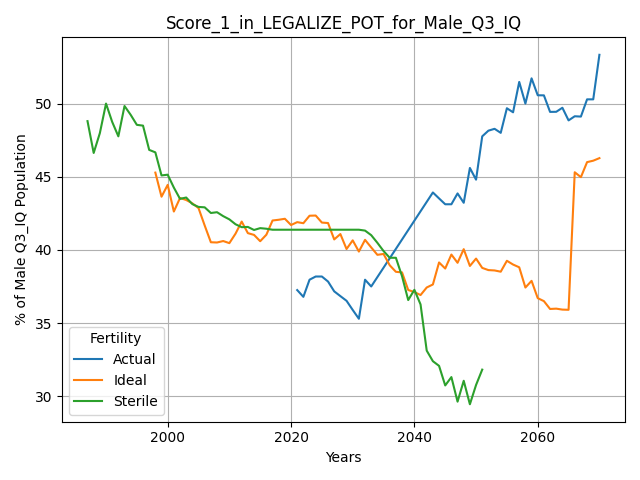 Score_1_in_LEGALIZE_POT_for_Male_Q3_IQ
% of Male Q3_IQ Population
50
45
40
35
30
Fertility
Actual
Ideal
Sterile
2000
2020
2040
2060
Years